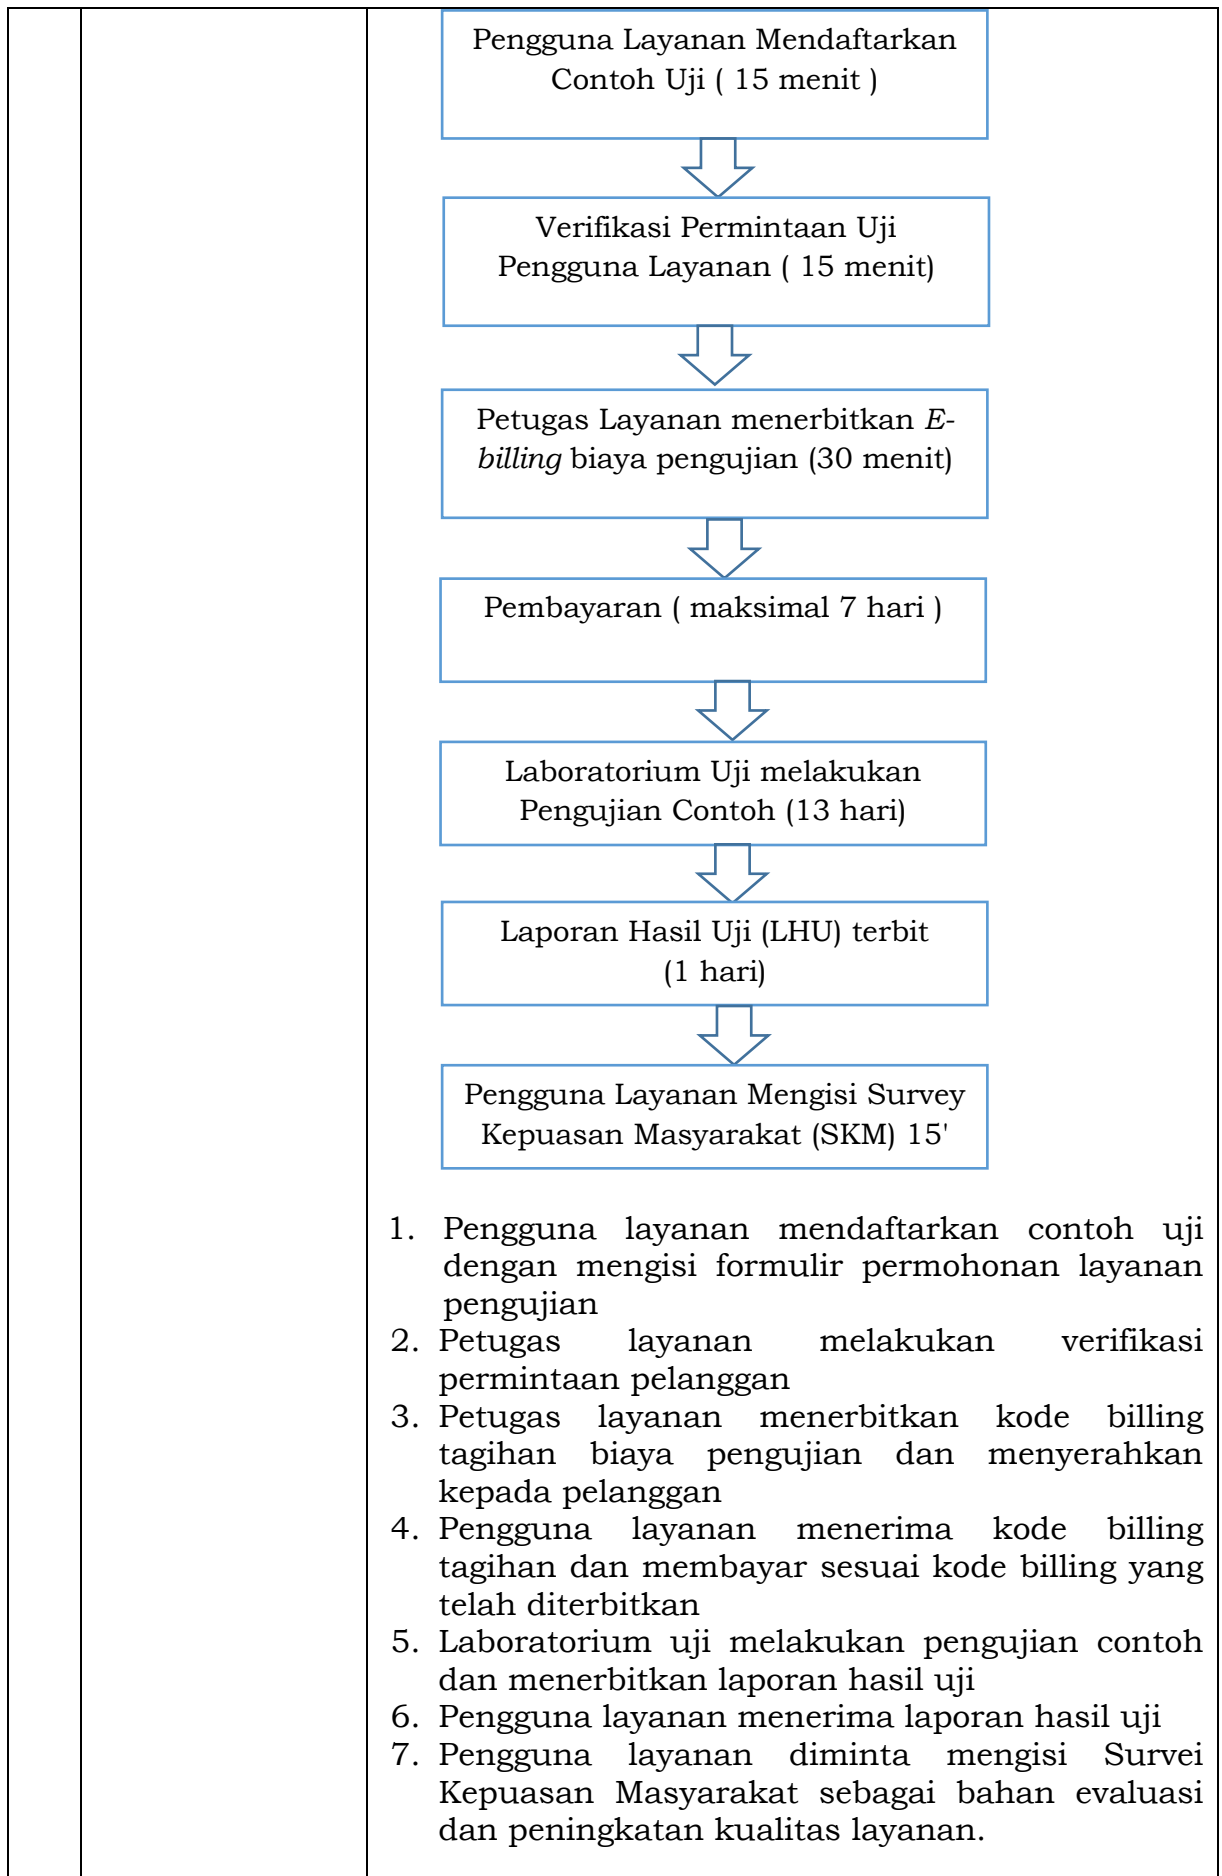 Pengguna Layanan Mendaftarkan
Contoh Uji ( 15 menit )
Verifikasi Permintaan Uji
Pengguna Layanan ( 15 menit)
Petugas Layanan menerbitkan E-
billing biaya pengujian (30 menit)
Pembayaran ( maksimal 7 hari )
Laboratorium Uji melakukan
Pengujian Contoh (13 hari)
Laporan Hasil Uji (LHU) terbit
(1 hari)
Pengguna Layanan Mengisi Survey
Kepuasan Masyarakat (SKM) 15'
1. Pengguna layanan mendaftarkan contoh uji
dengan mengisi formulir permohonan layanan
pengujian
2. Petugas layanan melakukan verifikasi
permintaan pelanggan
3. Petugas layanan menerbitkan kode billing
tagihan biaya pengujian dan menyerahkan
kepada pelanggan
4. Pengguna layanan menerima kode billing
tagihan dan membayar sesuai kode billing yang
telah diterbitkan
5. Laboratorium uji melakukan pengujian contoh
dan menerbitkan laporan hasil uji
6. Pengguna layanan menerima laporan hasil uji
7. Pengguna layanan diminta mengisi Survei
Kepuasan Masyarakat sebagai bahan evaluasi
dan peningkatan kualitas layanan.